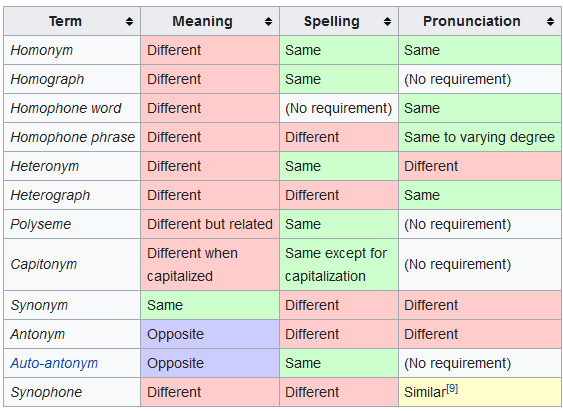 Term Meaning Spelling Pronunciation
Homonym Different Same Same
Homograph Different Same (No requirement)
Homophone word Different (No requirement) Same
Homophone phrase Different Different Same to varying degree
Heteronym Different Same Different
Heterograph Different Different Same
Polyseme Different but related Same (No requirement)
Capitonym Different when capitalized Same except for capitalization (No requirement)
Synonym Same Different Different
Antonym Opposite Different Different
Auto-antonym Opposite Same (No requirement)
Synophone Different Different Similar[9]